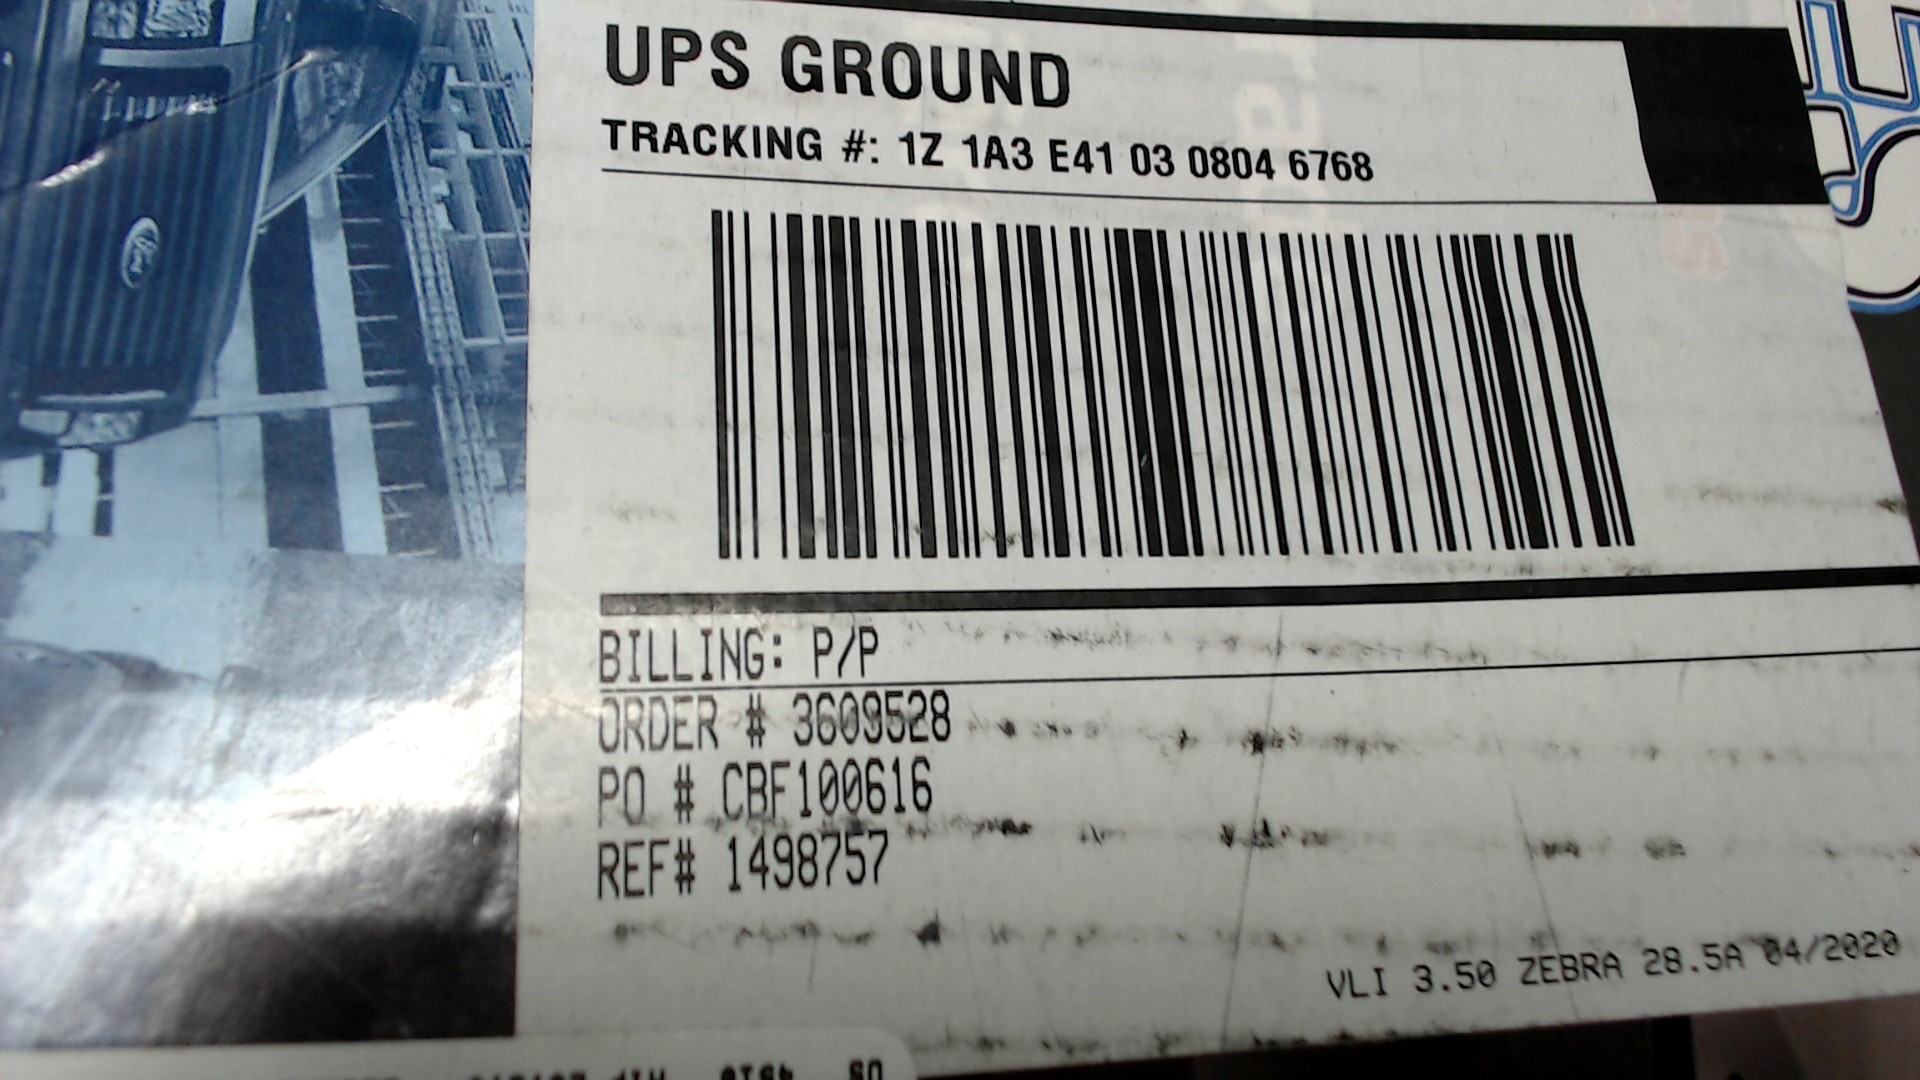 UPS GROUND
TRACKING #: 1Z 1A3 E41 03 0804 6768
BILLING: P/P
ORDER # 3609528
PO # CBF100616
REF# 1498757
VLI 3.50 ZEBRA 28.5A 04/2020
Ford